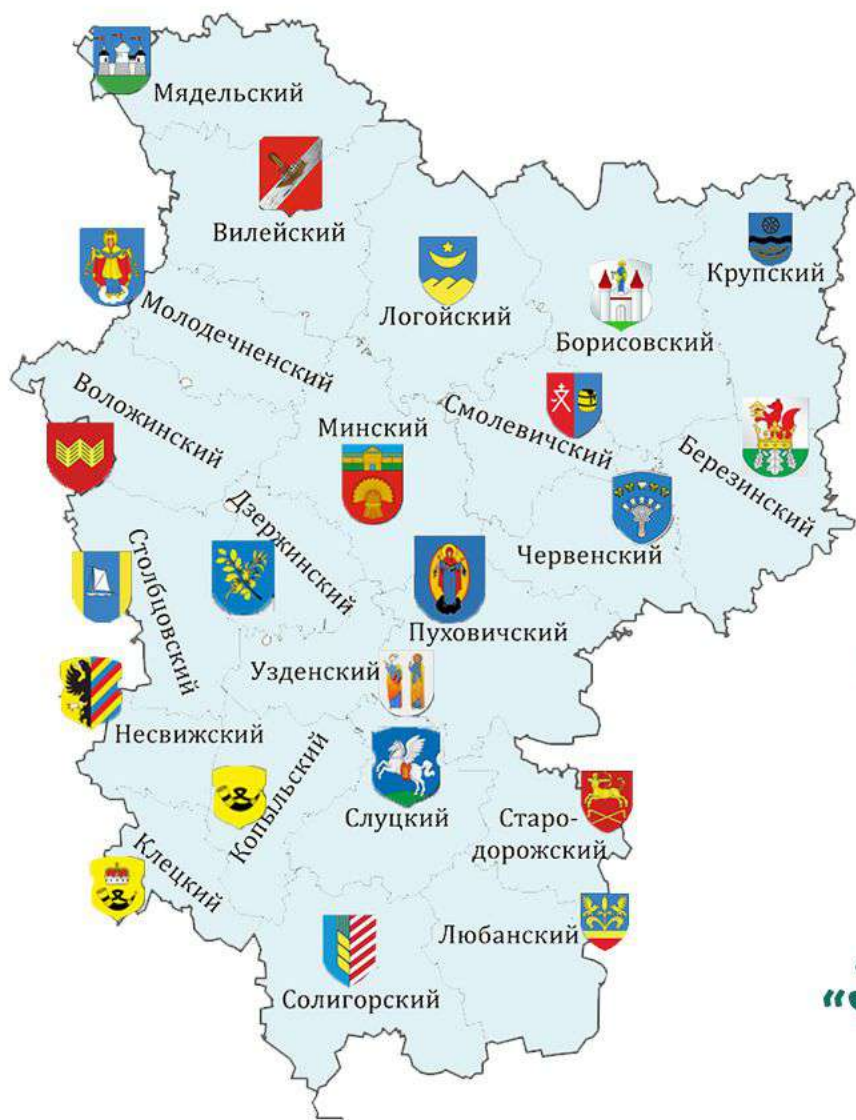 Мядельский
Вилейский
Крупский
Логойский
Молодечненский
Борисовский
Воложинский
Минский
Смолевичский
Березинский
Дзержинский
Червенский
Столбцовский
Пуховичский
Узденский
Несвижский
Копыльский
Слуцкий
Старо-
дорожский
Клецкий
Любанский
Солигорский